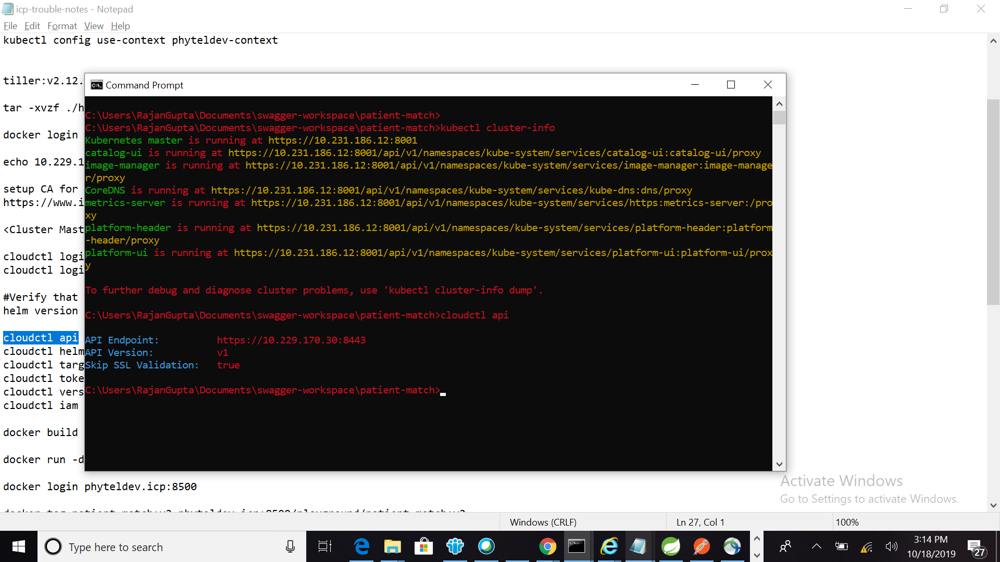 icp-trouble-notes - Notepad
File Edit Format View Help
kubectl config use-context phyteldev-context
tiller:v2.12.
tar -xvzf ./h
docker login
echo 10.229.1
setup CA for
https://www.i
<Cluster Mast
cloudctl logi
cloudctl logi
#Verify that
helm version
cloudctl api
cloudctl helm
cloudctl targ
cloudctl toke
cloudctl vers
cloudctl iam
docker build
docker run -d
docker login phyteldev.icp:8500
docker tag patient-match:v2 phyteldev.icp:8500/playground/patient-match:v2
Command Prompt
C:\Users\RajanGupta\Documents\swagger-workspace\patient-match>
C:\Users\RajanGupta\Documents\swagger-workspace\patient-match>kubectl cluster-info
Kubernetes master is running at https://10.231.186.12:8001
catalog-ui is running at https://10.231.186.12:8001/api/v1/namespaces/kube-system/services/catalog-ui:catalog-ui/proxy
image-manager is running at https://10.231.186.12:8001/api/v1/namespaces/kube-system/services/image-manager:image-manage
r/proxy
CoreDNS is running at https://10.231.186.12:8001/api/v1/namespaces/kube-system/services/kube-dns:dns/proxy
metrics-server is running at https://10.231.186.12:8001/api/v1/namespaces/kube-system/services/https:metrics-server:/pro
xy
platform-header is running at https://10.231.186.12:8001/api/v1/namespaces/kube-system/services/platform-header:platform
-header/proxy
platform-ui is running at https://10.231.186.12:8001/api/v1/namespaces/kube-system/services/platform-ui:platform-ui/prox
y
To further debug and diagnose cluster problems, use 'kubectl cluster-info dump'.
C:\Users\RajanGupta\Documents\swagger-workspace\patient-match>cloudctl api
API Endpoint: https://10.229.170.30:8443
API Version: v1
Skip SSL Validation: true
C:\Users\RajanGupta\Documents\swagger-workspace\patient-match>
Activate Windows
Go to Settings to activate Windows.
Windows (CRLF) Ln 27, Col 1 100%
Type here to search
3:14 PM
10/18/2019
27